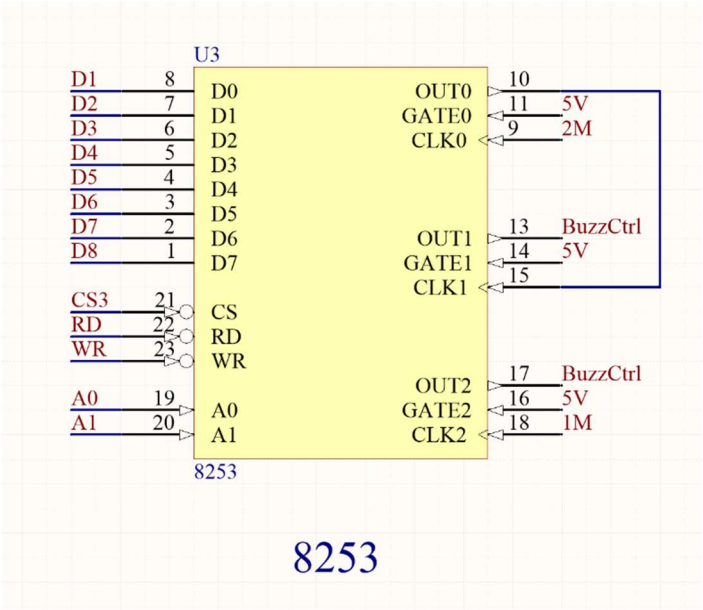 U3
D1 8 D0 OUT0 10
D2 7 D1 GATE0 11 5V
D3 6 D2 CLK0 9 2M
D4 5 D3
D5 4 D4
D6 3 D5
D7 2 D6 OUT1 13 BuzzCtrl
D8 1 D7 GATE1 14 5V
CLK1 15
CS3 21 CS
RD 22 RD
WR 23 WR
OUT2 17 BuzzCtrl
A0 19 A0 GATE2 16 5V
A1 20 A1 CLK2 18 1M
8253
8253